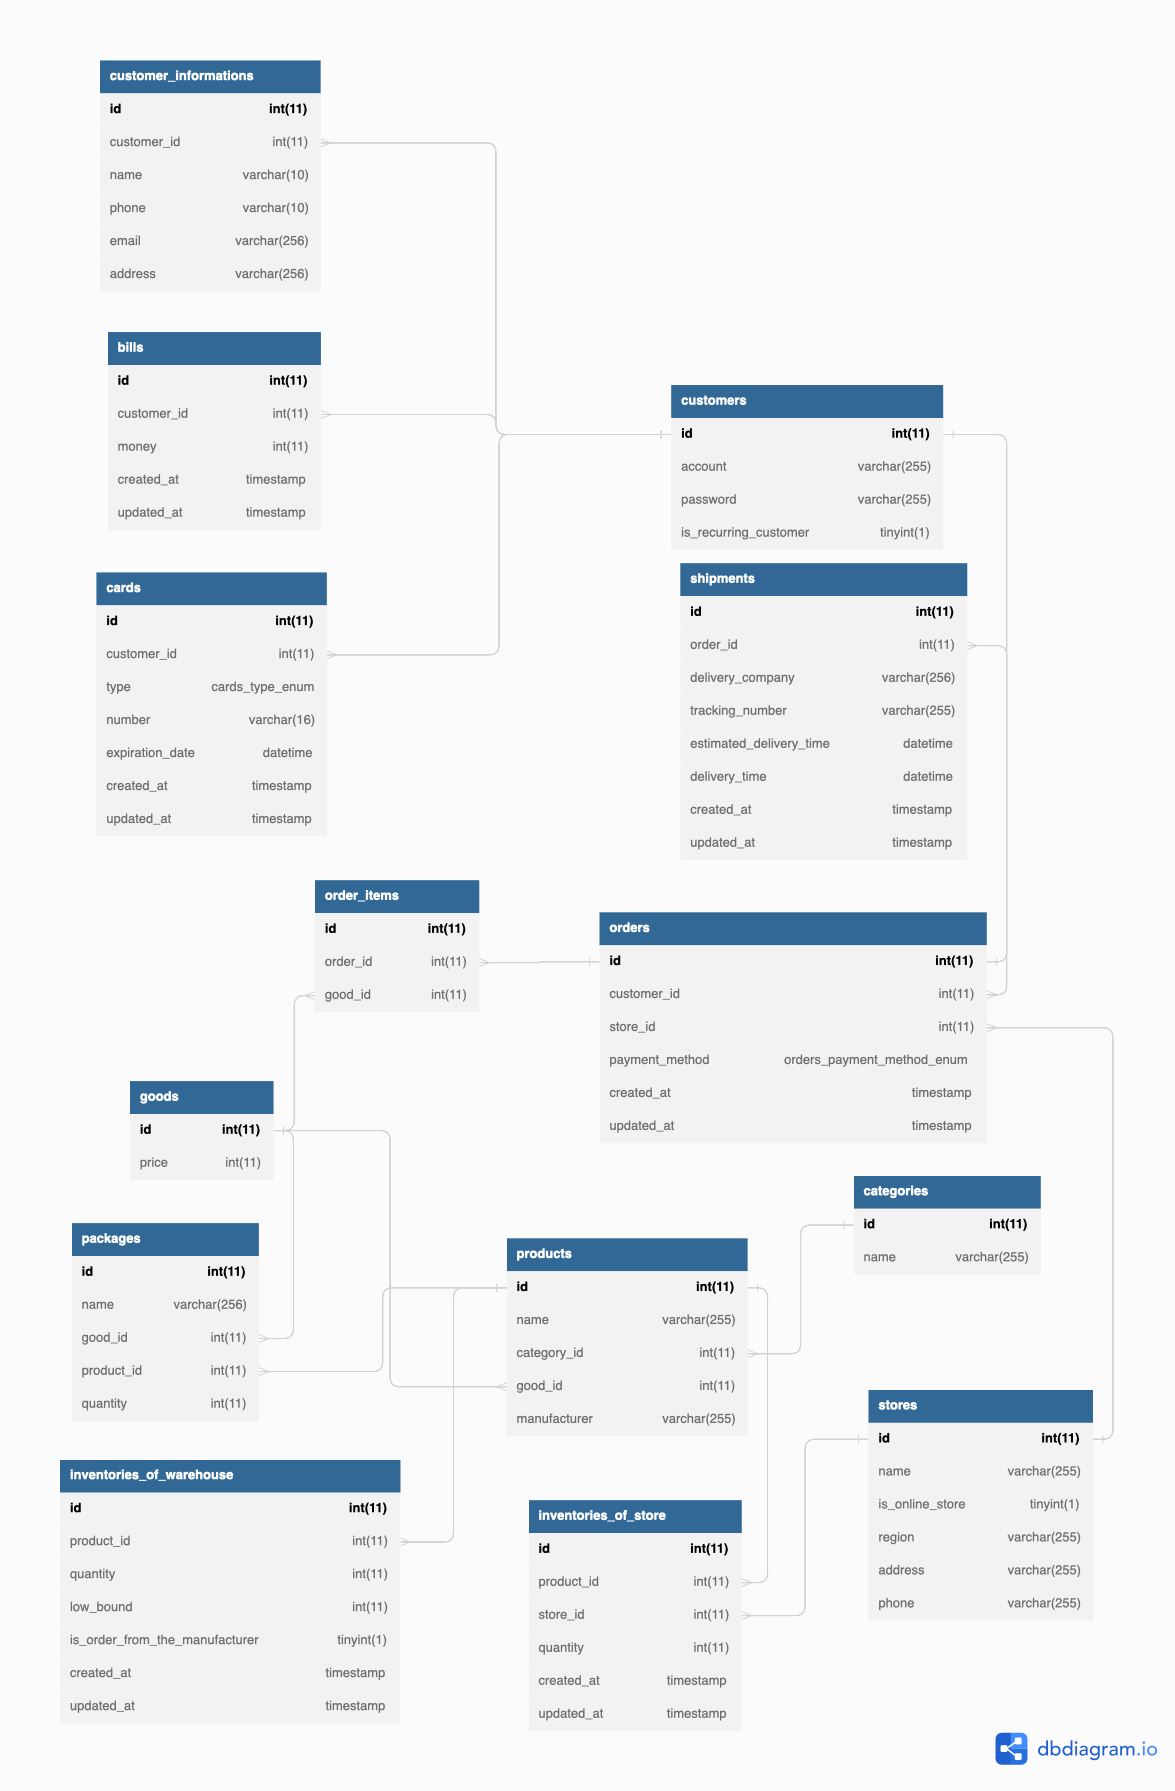 customer_informations
id int(11)
customer_id int(11)
name varchar(10)
phone varchar(10)
email varchar(256)
address varchar(256)
bills
id int(11)
customer_id int(11)
money int(11)
created_at timestamp
updated_at timestamp
customers
id int(11)
account varchar(255)
password varchar(255)
is_recurring_customer tinyint(1)
cards
id int(11)
customer_id int(11)
type cards_type_enum
number varchar(16)
expiration_date datetime
created_at timestamp
updated_at timestamp
shipments
id int(11)
order_id int(11)
delivery_company varchar(256)
tracking_number varchar(255)
estimated_delivery_time datetime
delivery_time datetime
created_at timestamp
updated_at timestamp
order_items
id int(11)
order_id int(11)
good_id int(11)
orders
id int(11)
customer_id int(11)
store_id int(11)
payment_method orders_payment_method_enum
created_at timestamp
updated_at timestamp
goods
id int(11)
price int(11)
categories
id int(11)
name varchar(255)
packages
id int(11)
name varchar(256)
good_id int(11)
product_id int(11)
quantity int(11)
products
id int(11)
name varchar(255)
category_id int(11)
good_id int(11)
manufacturer varchar(255)
stores
id int(11)
name varchar(255)
is_online_store tinyint(1)
region varchar(255)
address varchar(255)
phone varchar(255)
inventories_of_warehouse
id int(11)
product_id int(11)
quantity int(11)
low_bound int(11)
is_order_from_the_manufacturer tinyint(1)
created_at timestamp
updated_at timestamp
inventories_of_store
id int(11)
product_id int(11)
store_id int(11)
quantity int(11)
created_at timestamp
updated_at timestamp
dbdiagram.io